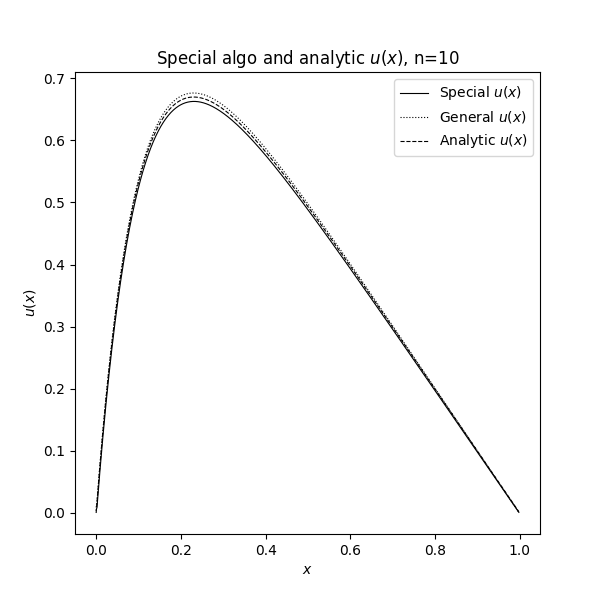 Special algo and analytic u(x), n=10
Special u(x)
General u(x)
Analytic u(x)
0.7
0.6
0.5
0.4
0.3
0.2
0.1
0.0
u(x)
0.0 0.2 0.4 0.6 0.8 1.0
x